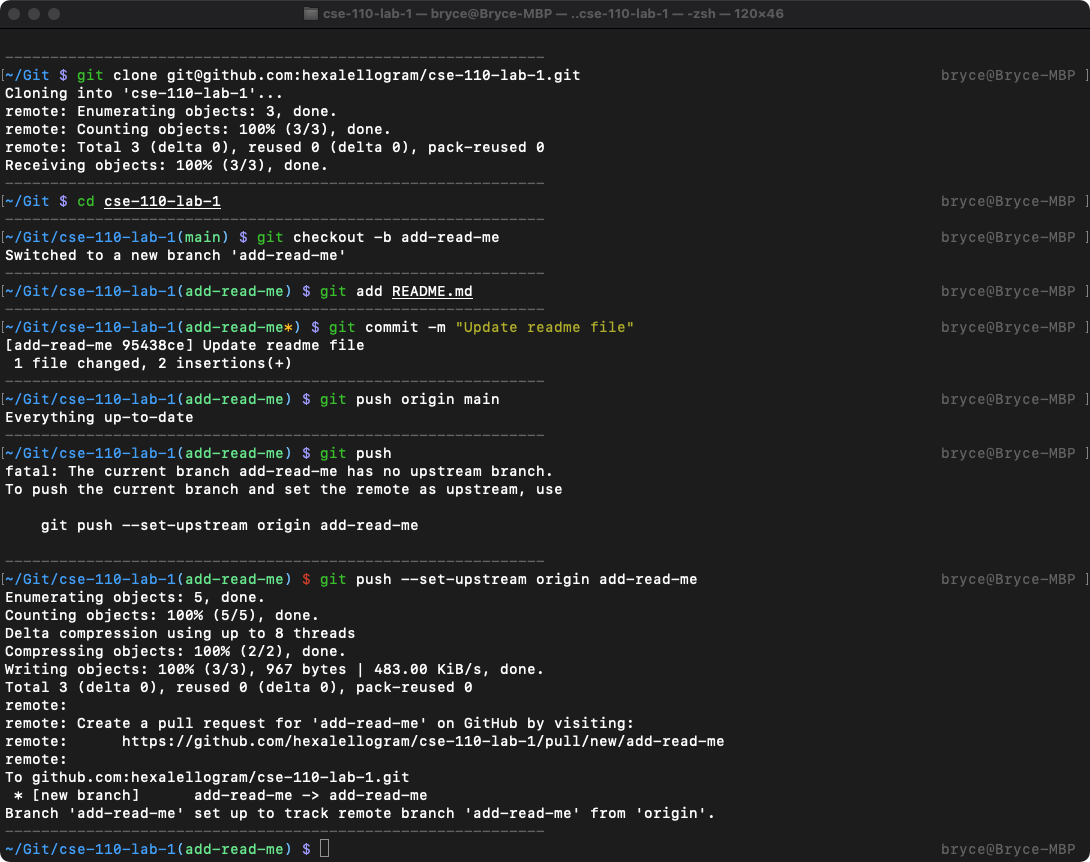 cse-110-lab-1 — bryce@Bryce-MBP — ..cse-110-lab-1 — -zsh — 120×46
------------------------------------------------------------
[~/Git $ git clone git@github.com:hexalellogram/cse-110-lab-1.git bryce@Bryce-MBP ]
Cloning into 'cse-110-lab-1'...
remote: Enumerating objects: 3, done.
remote: Counting objects: 100% (3/3), done.
remote: Total 3 (delta 0), reused 0 (delta 0), pack-reused 0
Receiving objects: 100% (3/3), done.
------------------------------------------------------------
[~/Git $ cd cse-110-lab-1 bryce@Bryce-MBP ]
------------------------------------------------------------
[~/Git/cse-110-lab-1(main) $ git checkout -b add-read-me bryce@Bryce-MBP ]
Switched to a new branch 'add-read-me'
------------------------------------------------------------
[~/Git/cse-110-lab-1(add-read-me) $ git add README.md bryce@Bryce-MBP ]
------------------------------------------------------------
[~/Git/cse-110-lab-1(add-read-me*) $ git commit -m "Update readme file" bryce@Bryce-MBP ]
[add-read-me 95438ce] Update readme file
 1 file changed, 2 insertions(+)
------------------------------------------------------------
[~/Git/cse-110-lab-1(add-read-me) $ git push origin main bryce@Bryce-MBP ]
Everything up-to-date
------------------------------------------------------------
[~/Git/cse-110-lab-1(add-read-me) $ git push bryce@Bryce-MBP ]
fatal: The current branch add-read-me has no upstream branch.
To push the current branch and set the remote as upstream, use
    git push --set-upstream origin add-read-me
------------------------------------------------------------
[~/Git/cse-110-lab-1(add-read-me) $ git push --set-upstream origin add-read-me bryce@Bryce-MBP ]
Enumerating objects: 5, done.
Counting objects: 100% (5/5), done.
Delta compression using up to 8 threads
Compressing objects: 100% (2/2), done.
Writing objects: 100% (3/3), 967 bytes | 483.00 KiB/s, done.
Total 3 (delta 0), reused 0 (delta 0), pack-reused 0
remote:
remote: Create a pull request for 'add-read-me' on GitHub by visiting:
remote:      https://github.com/hexalellogram/cse-110-lab-1/pull/new/add-read-me
remote:
To github.com:hexalellogram/cse-110-lab-1.git
 * [new branch]      add-read-me -> add-read-me
Branch 'add-read-me' set up to track remote branch 'add-read-me' from 'origin'.
------------------------------------------------------------
~/Git/cse-110-lab-1(add-read-me) $ bryce@Bryce-MBP